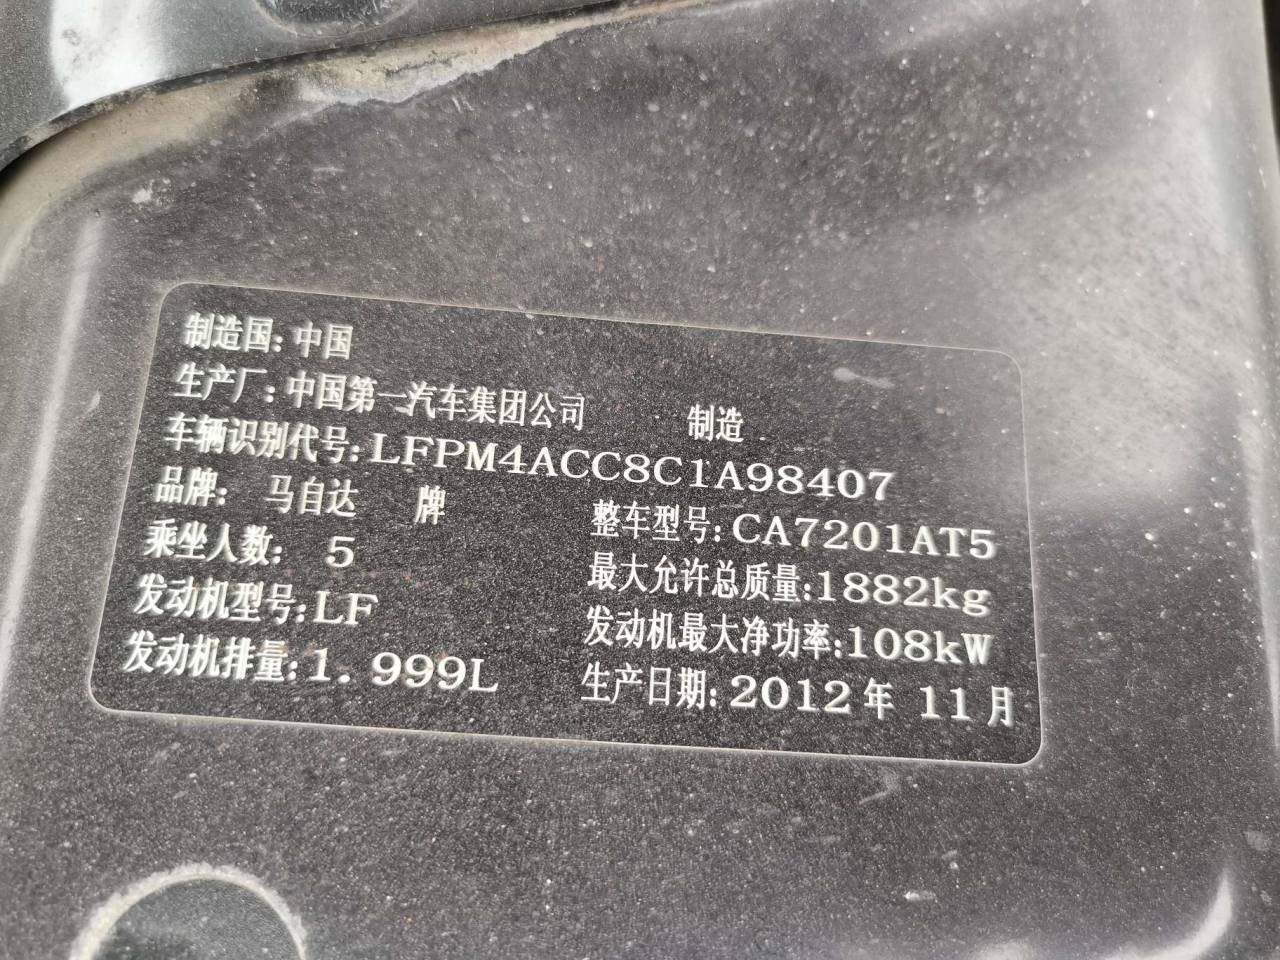 制造国:中国
生产厂:中国第一汽车集团公司 制造
车辆识别代号:LFPM4ACC8C1A98407
品牌: 马自达 牌 整车型号:CA7201AT5
乘坐人数: 5 最大允许总质量:1882kg
发动机型号:LF 发动机最大净功率:108kW
发动机排量:1. 999L 生产日期:2012年 11月